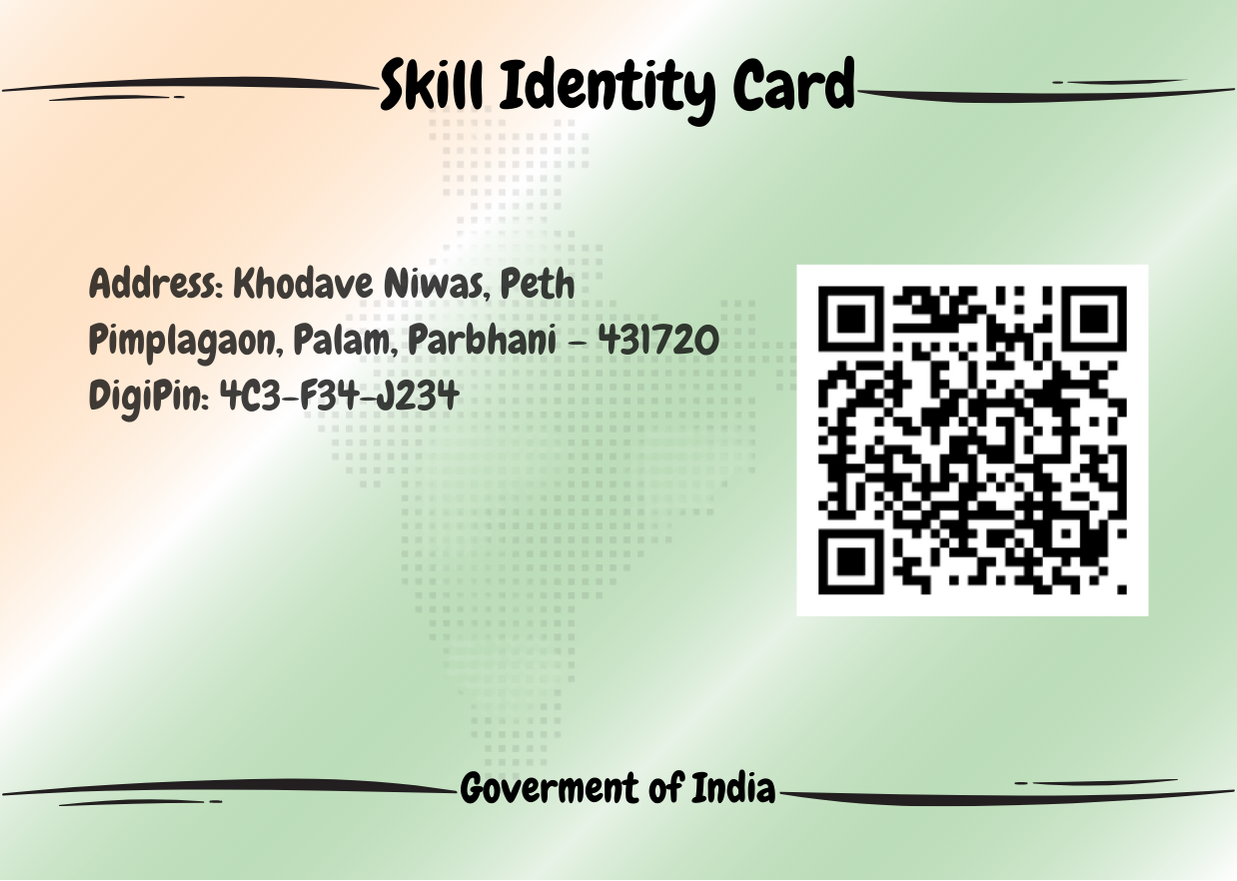 Skill Identity Card
Address: Khodave Niwas, Peth
Pimplagaon, Palam, Parbhani - 431720
DigiPin: 4C3-F34-J234
Goverment of India